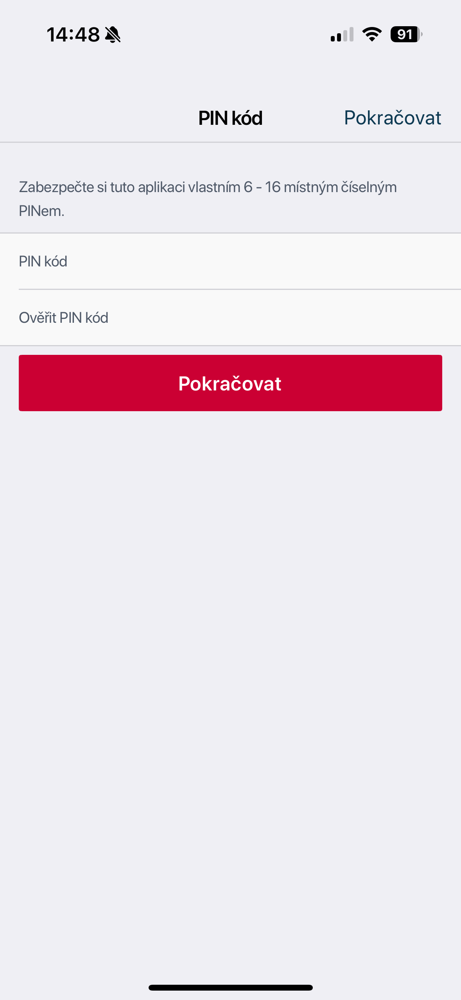 14:48
91
PIN kód
Pokračovat
Zabezpečte si tuto aplikaci vlastním 6 - 16 místným číselným
PINem.
PIN kód
Ověřit PIN kód
Pokračovat